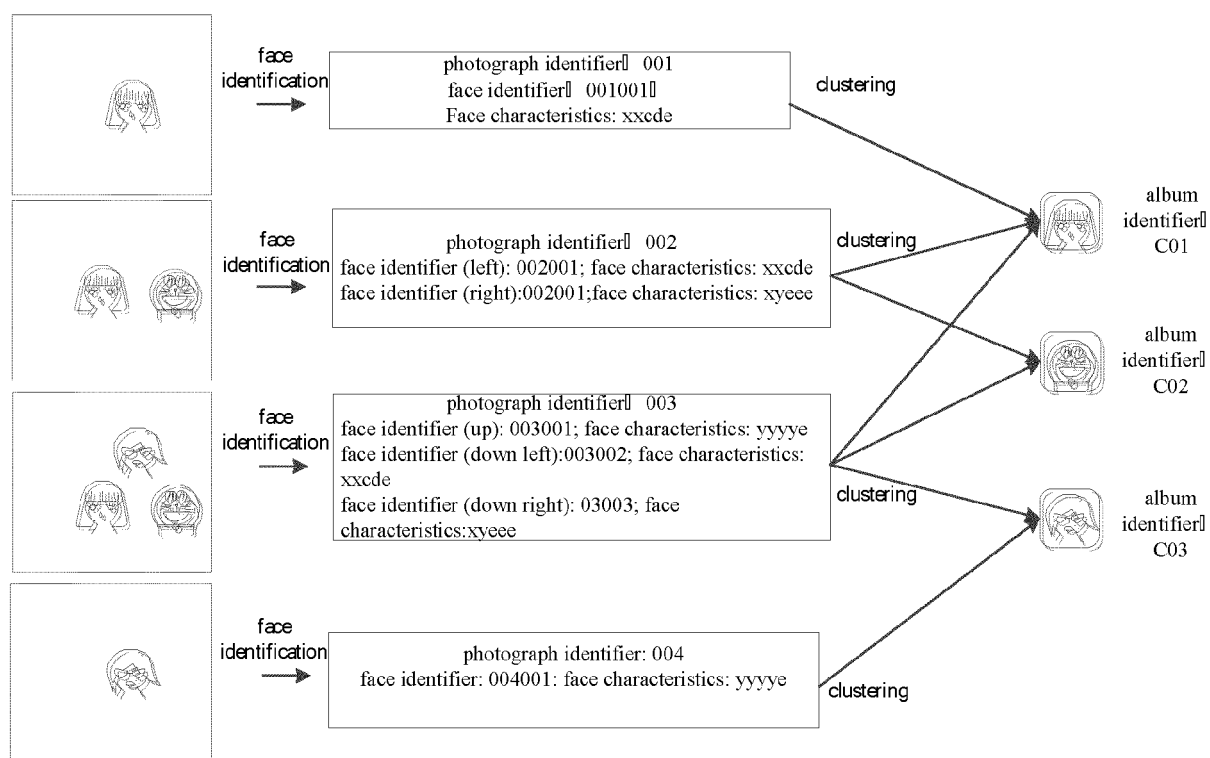 face
identification
photograph identifier 001
face identifier 001001
Face characteristics: xxcde
clustering
album
identifier
C01
face
identification
photograph identifier 002
face identifier (left): 002001; face characteristics: xxcde
face identifier (right):002001;face characteristics: xyeee
clustering
album
identifier
C02
face
identification
photograph identifier 003
face identifier (up): 003001; face characteristics: yyyye
face identifier (down left):003002; face characteristics:
xxcde
face identifier (down right): 03003; face
characteristics:xyeee
clustering
album
identifier
C03
face
identification
photograph identifier: 004
face identifier: 004001: face characteristics: yyyye
clustering